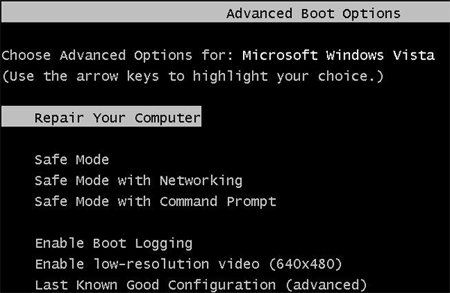 Advanced Boot Options
Choose Advanced Options for: Microsoft Windows Vista
(Use the arrow keys to highlight your choice.)
Repair Your Computer
Safe Mode
Safe Mode with Networking
Safe Mode with Command Prompt
Enable Boot Logging
Enable low-resolution video (640x480)
Last Known Good Configuration (advanced)